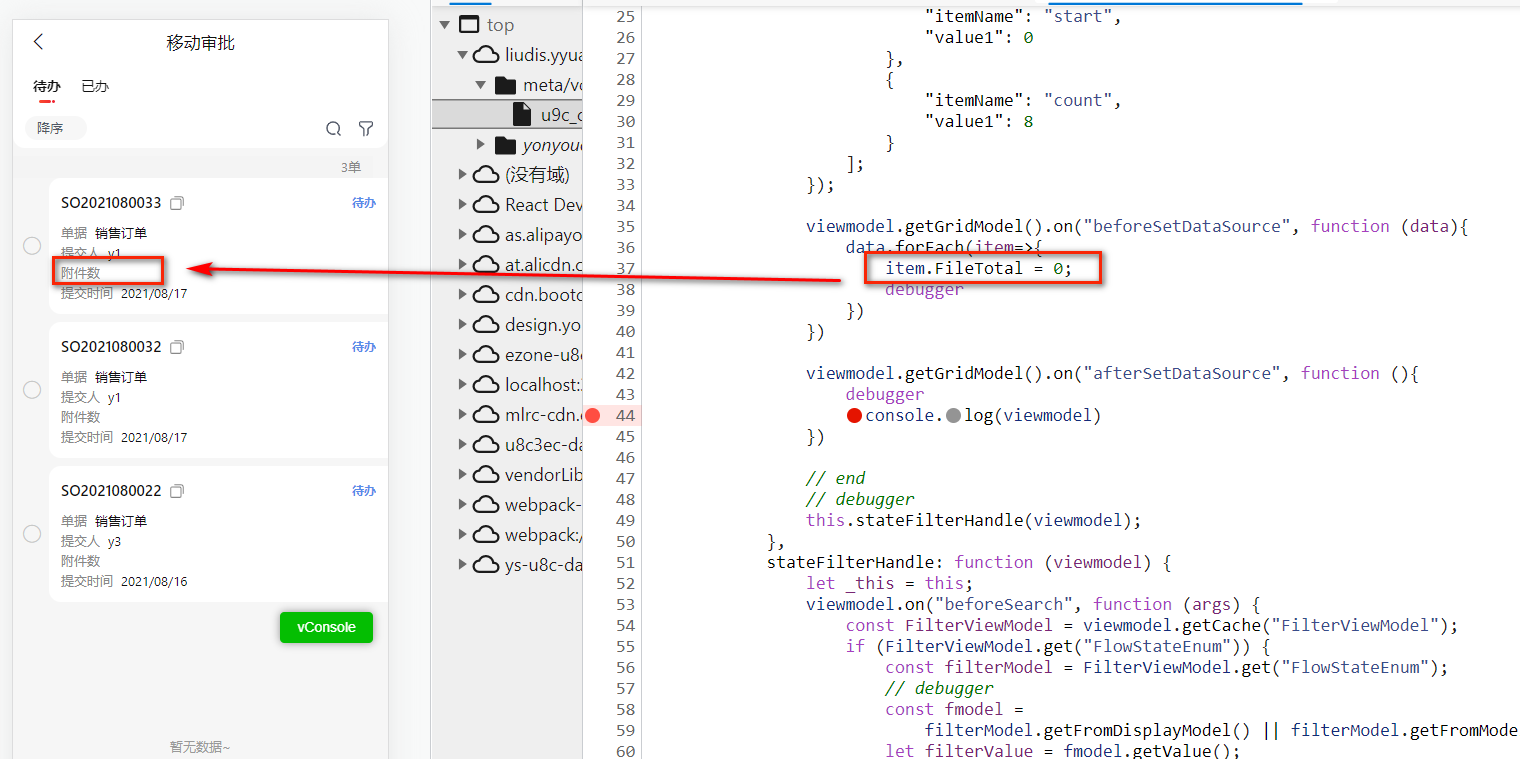 移动审批
待办 已办
降序
3单
SO2021080033 待办
单据 销售订单
提交人 y1
附件数
提交时间 2021/08/17
SO2021080032 待办
单据 销售订单
提交人 y1
附件数
提交时间 2021/08/17
SO2021080022 待办
单据 销售订单
提交人 y3
附件数
提交时间 2021/08/16
vConsole
暂无数据~
top
liudis.yyua
meta/vo
u9c_c
yonyou
(没有域)
React Dev
as.alipayo
at.alicdn.c
cdn.bootc
design.yo
ezone-u8
localhost:
mlrc-cdn.
u8c3ec-da
vendorLib
webpack-
webpack:/
ys-u8c-da
25 "itemName": "start",
26 "value1": 0
27 },
28 {
29 "itemName": "count",
30 "value1": 8
31 }
32 ];
33 });
34
35 viewmodel.getGridModel().on("beforeSetDataSource", function (data){
36 data.forEach(item=>{
37 item.FileTotal = 0;
38 debugger
39 })
40 })
41
42 viewmodel.getGridModel().on("afterSetDataSource", function (){
43 debugger
44 console.log(viewmodel)
45 })
46
47 // end
48 // debugger
49 this.stateFilterHandle(viewmodel);
50 },
51 stateFilterHandle: function (viewmodel) {
52 let _this = this;
53 viewmodel.on("beforeSearch", function (args) {
54 const FilterViewModel = viewmodel.getCache("FilterViewModel");
55 if (FilterViewModel.get("FlowStateEnum")) {
56 const filterModel = FilterViewModel.get("FlowStateEnum");
57 // debugger
58 const fmodel =
59 filterModel.getFromDisplayModel() || filterModel.getFromMode
60 let filterValue = fmodel.getValue();